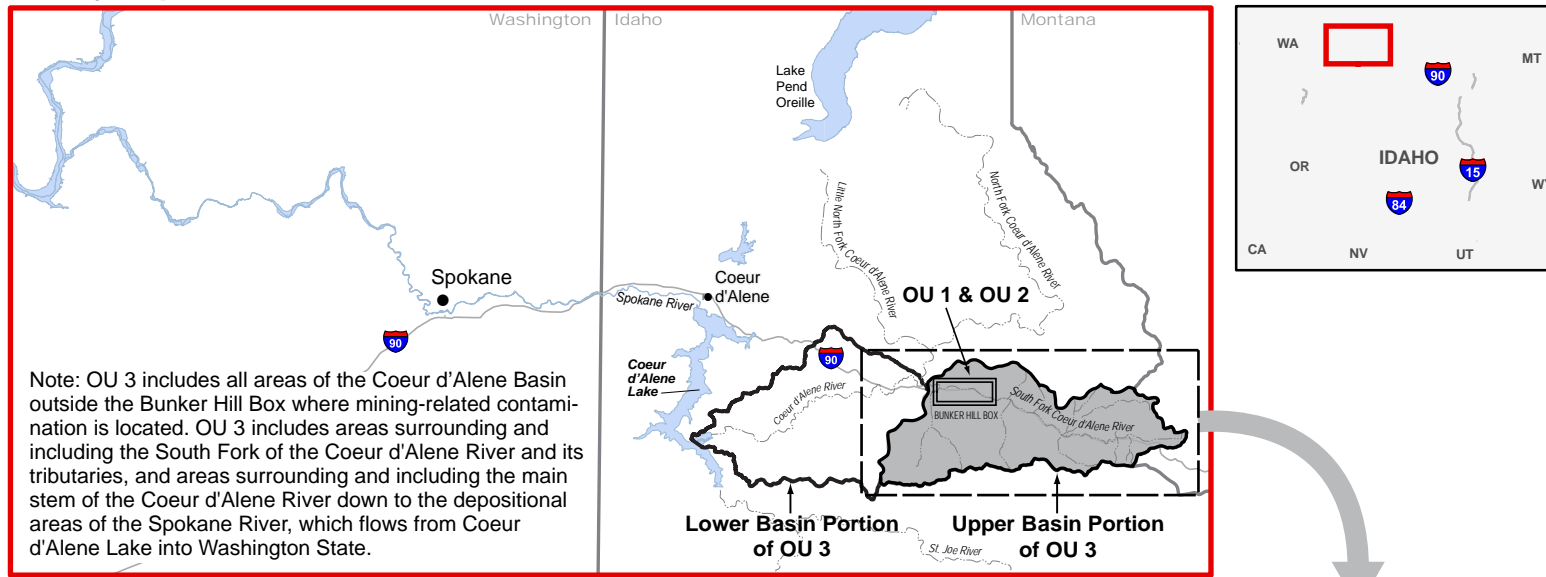 Washington
Idaho
Montana
Lake
Pend
Oreille
Little North Fork Coeur d'Alene River
North Fork Coeur d'Alene River
Spokane
Coeur
d'Alene
Spokane River
OU 1 & OU 2
90
90
Coeur
d'Alene
Lake
Coeur d'Alene River
BUNKER HILL BOX
South Fork Coeur d'Alene River
Note: OU 3 includes all areas of the Coeur d'Alene Basin
outside the Bunker Hill Box where mining-related contami-
nation is located. OU 3 includes areas surrounding and
including the South Fork of the Coeur d'Alene River and its
tributaries, and areas surrounding and including the main
stem of the Coeur d'Alene River down to the depositional
areas of the Spokane River, which flows from Coeur
d'Alene Lake into Washington State.
Lower Basin Portion
of OU 3
Upper Basin Portion
of OU 3
St. Joe River
WA
MT
90
OR
IDAHO
15
WY
84
CA
NV
UT